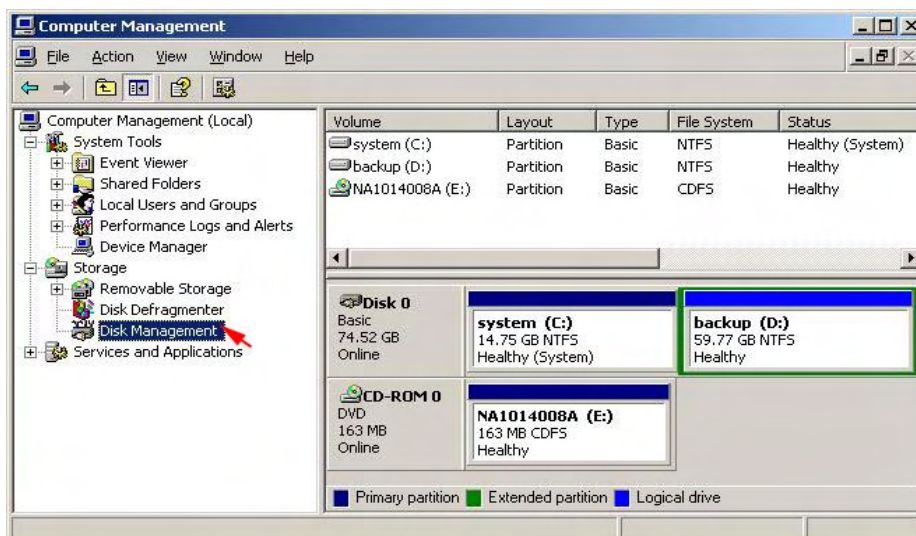 Computer Management
File Action View Window Help
Computer Management (Local)
System Tools
Event Viewer
Shared Folders
Local Users and Groups
Performance Logs and Alerts
Device Manager
Storage
Removable Storage
Disk Defragmenter
Disk Management
Services and Applications
Volume Layout Type File System Status
system (C:) Partition Basic NTFS Healthy (System)
backup (D:) Partition Basic NTFS Healthy
NA1014008A (E:) Partition Basic CDFS Healthy
Disk 0
Basic
74.52 GB
Online
system (C:)
14.75 GB NTFS
Healthy (System)
backup (D:)
59.77 GB NTFS
Healthy
CD-ROM 0
DVD
163 MB
Online
NA1014008A (E:)
163 MB CDFS
Healthy
Primary partition Extended partition Logical drive